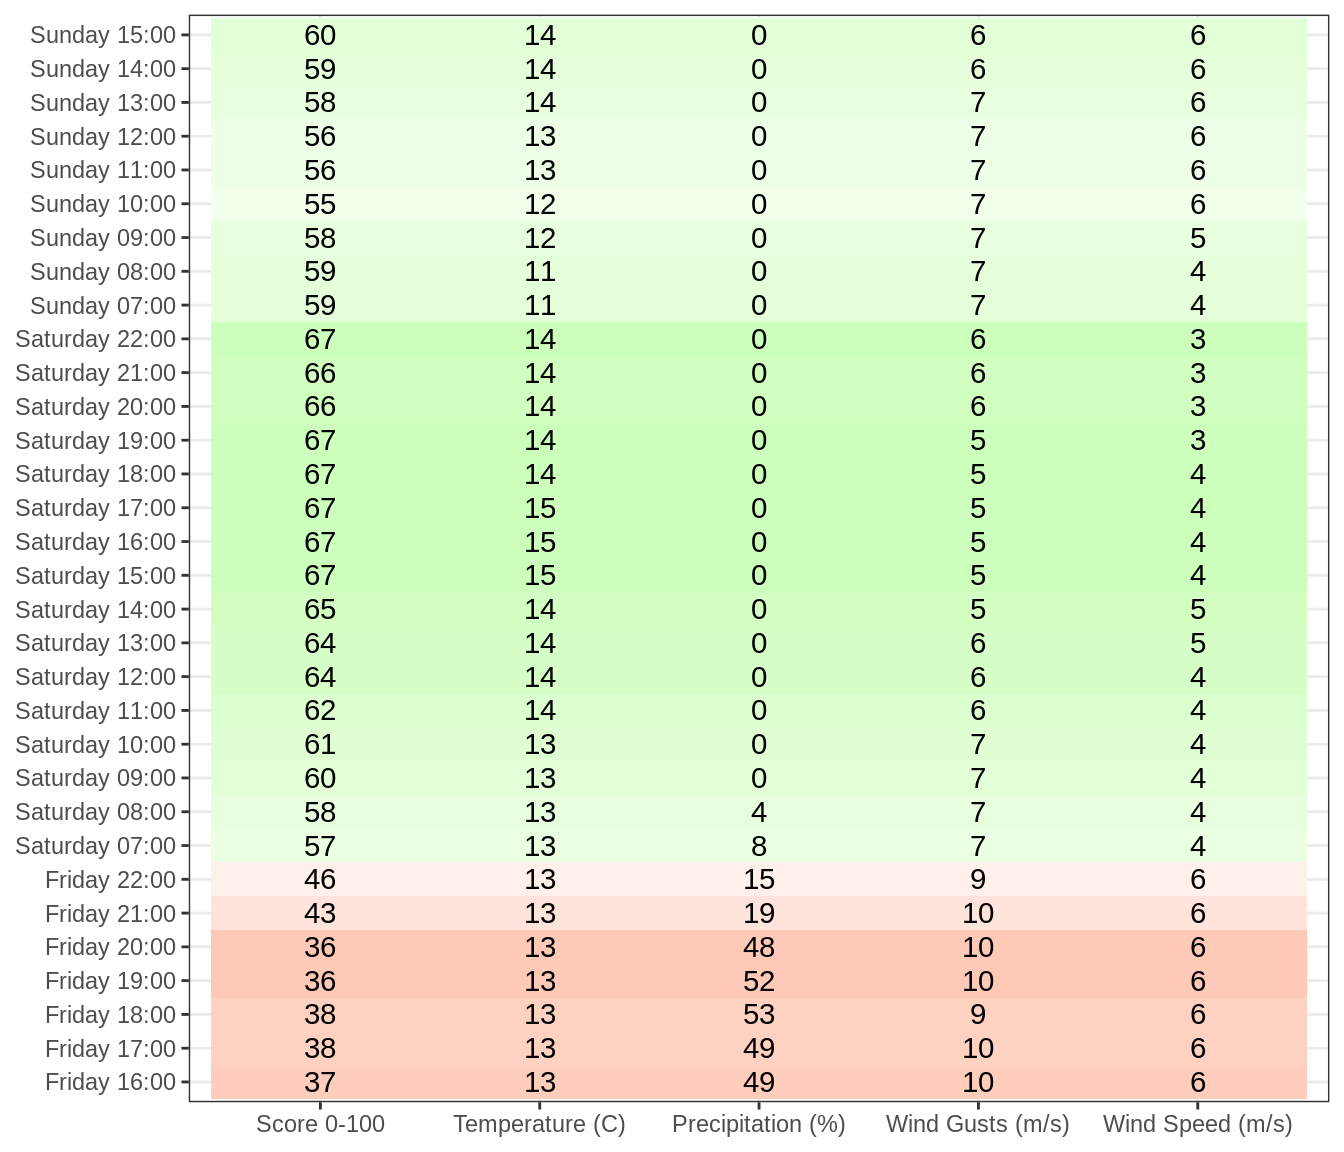 Sunday 15:00 60 14 0 6 6
Sunday 14:00 59 14 0 6 6
Sunday 13:00 58 14 0 7 6
Sunday 12:00 56 13 0 7 6
Sunday 11:00 56 13 0 7 6
Sunday 10:00 55 12 0 7 6
Sunday 09:00 58 12 0 7 5
Sunday 08:00 59 11 0 7 4
Sunday 07:00 59 11 0 7 4
Saturday 22:00 67 14 0 6 3
Saturday 21:00 66 14 0 6 3
Saturday 20:00 66 14 0 6 3
Saturday 19:00 67 14 0 5 3
Saturday 18:00 67 14 0 5 4
Saturday 17:00 67 15 0 5 4
Saturday 16:00 67 15 0 5 4
Saturday 15:00 67 15 0 5 4
Saturday 14:00 65 14 0 5 5
Saturday 13:00 64 14 0 6 5
Saturday 12:00 64 14 0 6 4
Saturday 11:00 62 14 0 6 4
Saturday 10:00 61 13 0 7 4
Saturday 09:00 60 13 0 7 4
Saturday 08:00 58 13 4 7 4
Saturday 07:00 57 13 8 7 4
Friday 22:00 46 13 15 9 6
Friday 21:00 43 13 19 10 6
Friday 20:00 36 13 48 10 6
Friday 19:00 36 13 52 10 6
Friday 18:00 38 13 53 9 6
Friday 17:00 38 13 49 10 6
Friday 16:00 37 13 49 10 6
Score 0-100 Temperature (C) Precipitation (%) Wind Gusts (m/s) Wind Speed (m/s)